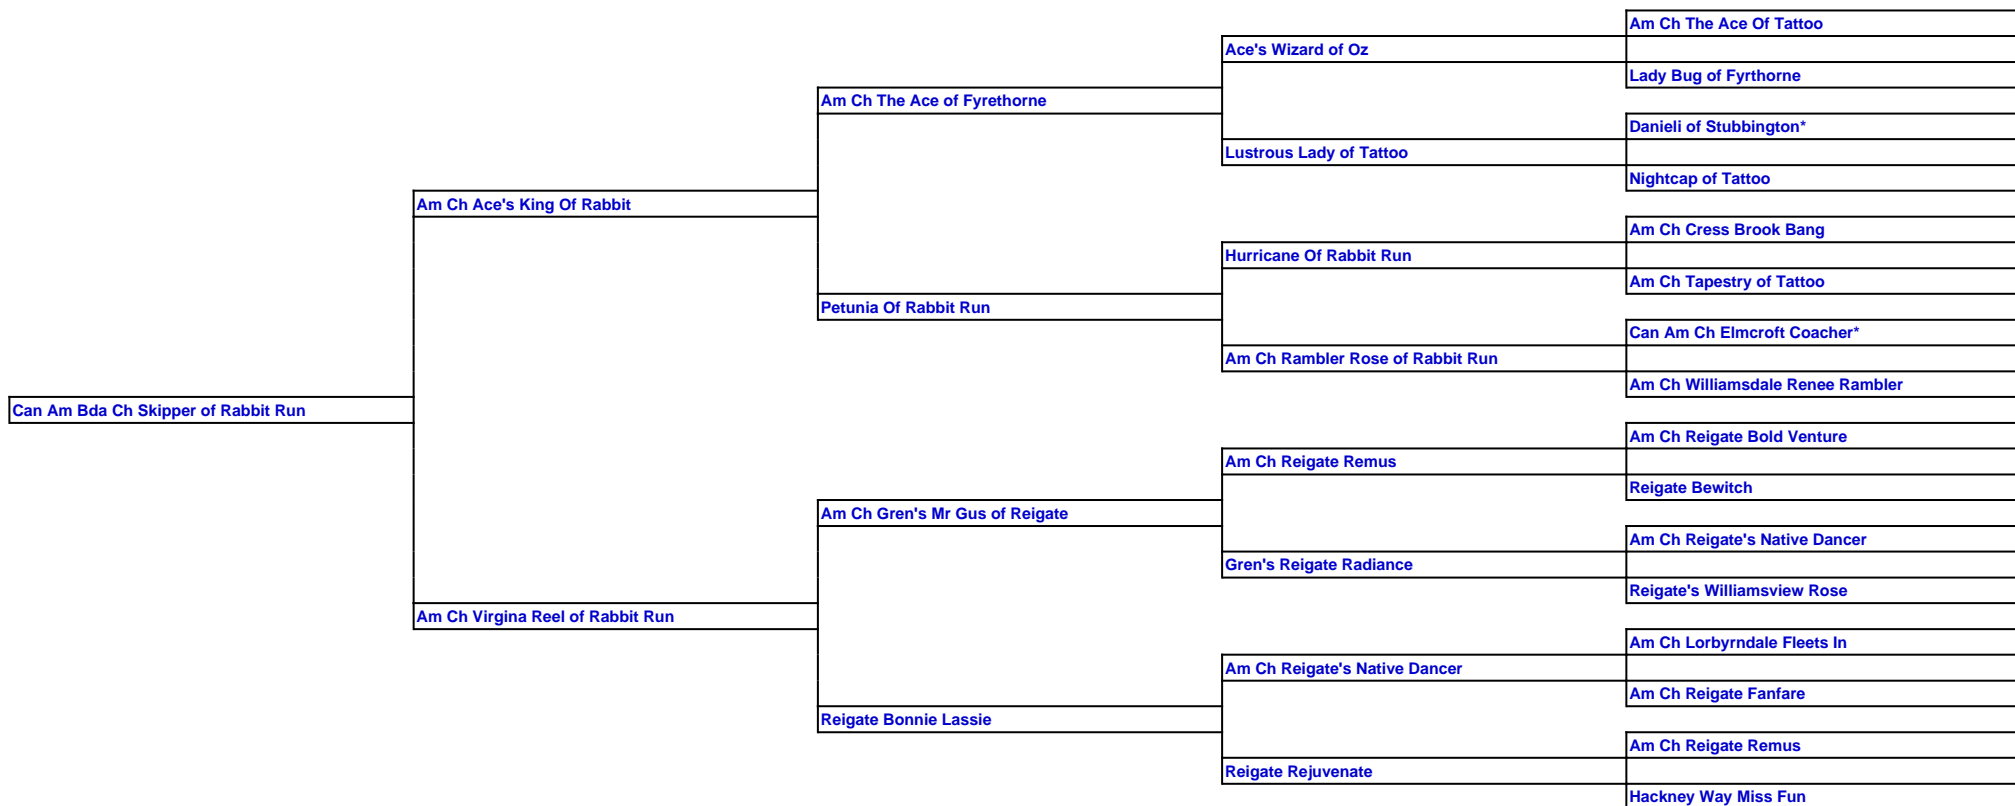 Am Ch The Ace Of Tattoo
Ace's Wizard of Oz
Lady Bug of Fyrthorne
Am Ch The Ace of Fyrethorne
Danieli of Stubbington*
Lustrous Lady of Tattoo
Nightcap of Tattoo
Am Ch Ace's King Of Rabbit
Am Ch Cress Brook Bang
Hurricane Of Rabbit Run
Am Ch Tapestry of Tattoo
Petunia Of Rabbit Run
Can Am Ch Elmcroft Coacher*
Am Ch Rambler Rose of Rabbit Run
Am Ch Williamsdale Renee Rambler
Can Am Bda Ch Skipper of Rabbit Run
Am Ch Reigate Bold Venture
Am Ch Reigate Remus
Reigate Bewitch
Am Ch Gren's Mr Gus of Reigate
Am Ch Reigate's Native Dancer
Gren's Reigate Radiance
Reigate's Williamsview Rose
Am Ch Virgina Reel of Rabbit Run
Am Ch Lorbyrndale Fleets In
Am Ch Reigate's Native Dancer
Am Ch Reigate Fanfare
Reigate Bonnie Lassie
Am Ch Reigate Remus
Reigate Rejuvenate
Hackney Way Miss Fun